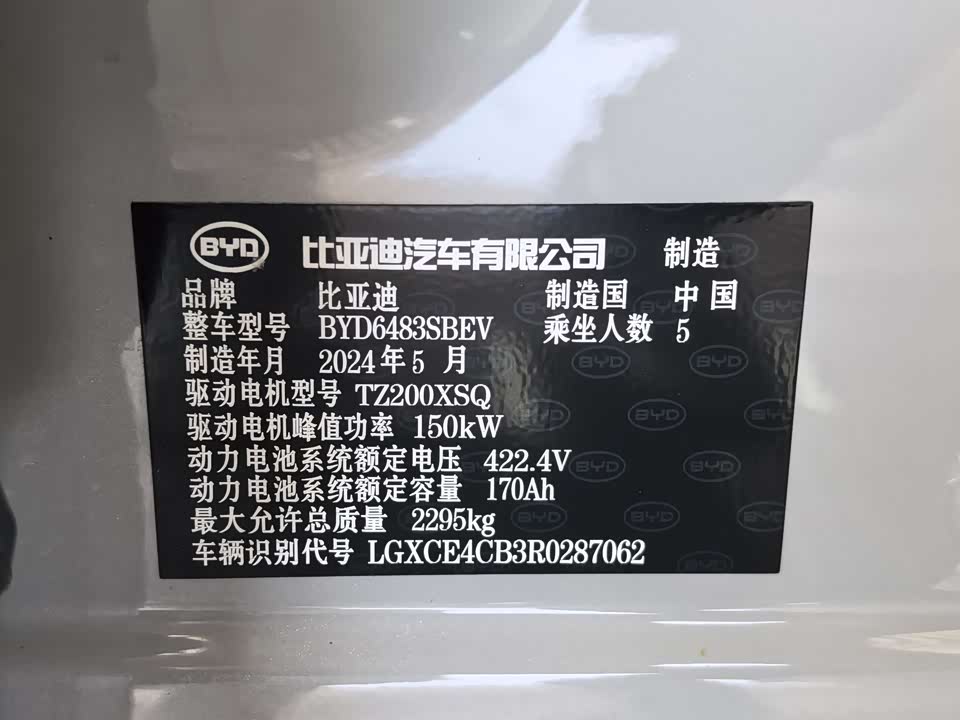 BYD 比亚迪汽车有限公司 制造
品牌 比亚迪 制造国 中国
整车型号 BYD6483SBEV 乘坐人数 5
制造年月 2024年5月
驱动电机型号 TZ200XSQ
驱动电机峰值功率 150kW
动力电池系统额定电压 422.4V
动力电池系统额定容量 170Ah
最大允许总质量 2295kg
车辆识别代号 LGXCE4CB3R0287062